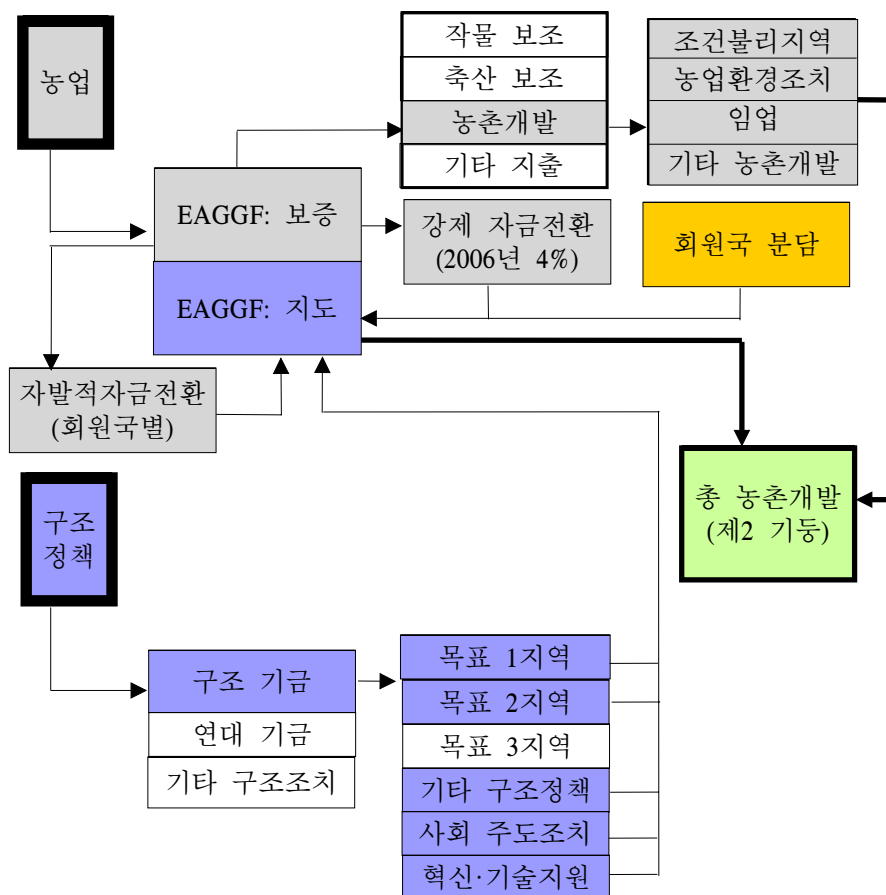 농업
작물 보조
축산 보조
농촌개발
기타 지출
조건불리지역
농업환경조치
임업
기타 농촌개발
EAGGF: 보증
EAGGF: 지도
강제 자금전환
(2006년 4%)
회원국 분담
자발적자금전환
(회원국별)
총 농촌개발
(제2 기둥)
구조
정책
구조 기금
연대 기금
기타 구조조치
목표 1지역
목표 2지역
목표 3지역
기타 구조정책
사회 주도조치
혁신·기술지원